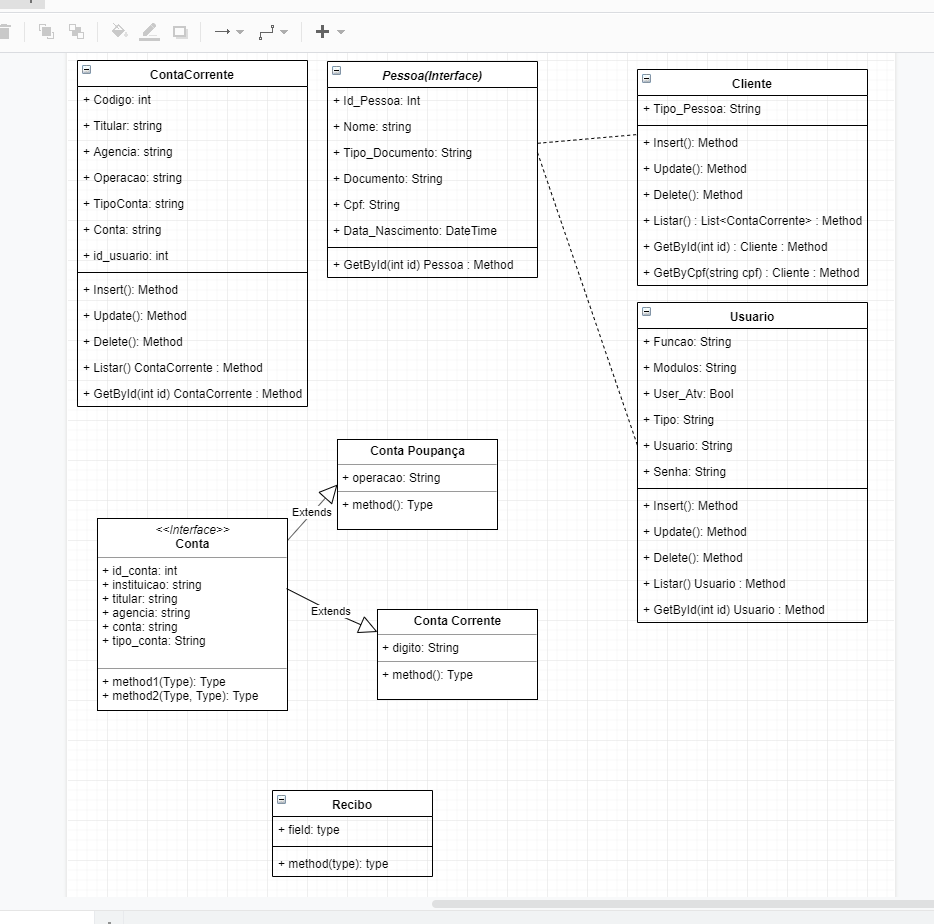 ContaCorrente
+ Codigo: int
+ Titular: string
+ Agencia: string
+ Operacao: string
+ TipoConta: string
+ Conta: string
+ id_usuario: int
+ Insert(): Method
+ Update(): Method
+ Delete(): Method
+ Listar() ContaCorrente : Method
+ GetById(int id) ContaCorrente : Method
Pessoa(Interface)
+ Id_Pessoa: Int
+ Nome: string
+ Tipo_Documento: String
+ Documento: String
+ Cpf: String
+ Data_Nascimento: DateTime
+ GetById(int id) Pessoa : Method
Cliente
+ Tipo_Pessoa: String
+ Insert(): Method
+ Update(): Method
+ Delete(): Method
+ Listar() : List<ContaCorrente> : Method
+ GetById(int id) : Cliente : Method
+ GetByCpf(string cpf) : Cliente : Method
Usuario
+ Funcao: String
+ Modulos: String
+ User_Atv: Bool
+ Tipo: String
+ Usuario: String
+ Senha: String
+ Insert(): Method
+ Update(): Method
+ Delete(): Method
+ Listar() Usuario : Method
+ GetById(int id) Usuario : Method
Conta Poupança
+ operacao: String
+ method(): Type
Extends
<<Interface>>
Conta
+ id_conta: int
+ instituicao: string
+ titular: string
+ agencia: string
+ conta: string
+ tipo_conta: String
+ method1(Type): Type
+ method2(Type, Type): Type
Extends
Conta Corrente
+ digito: String
+ method(): Type
Recibo
+ field: type
+ method(type): type